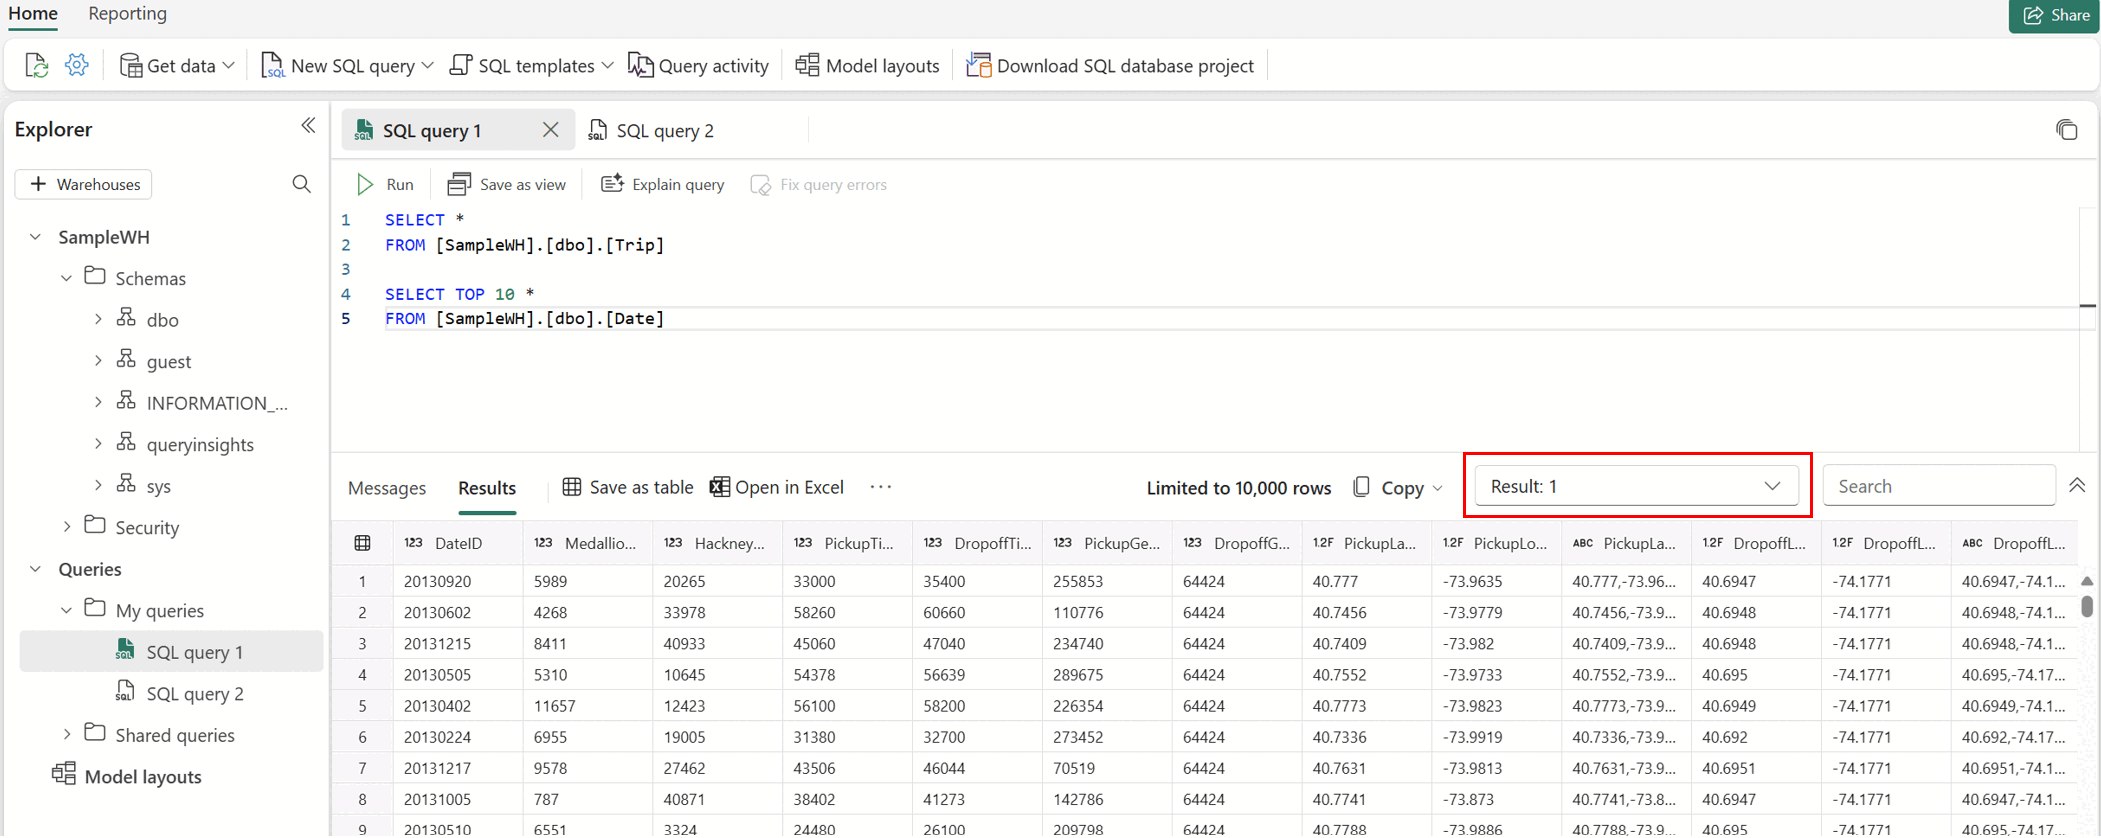 Home Reporting Share
Get data New SQL query SQL templates Query activity Model layouts Download SQL database project
Explorer
+ Warehouses
SampleWH
Schemas
dbo
guest
INFORMATION_...
queryinsights
sys
Security
Queries
My queries
SQL query 1
SQL query 2
Shared queries
Model layouts
SQL query 1 SQL query 2
Run Save as view Explain query Fix query errors
1 SELECT *
2 FROM [SampleWH].[dbo].[Trip]
3
4 SELECT TOP 10 *
5 FROM [SampleWH].[dbo].[Date]
Messages Results Save as table Open in Excel ... Limited to 10,000 rows Copy Result: 1 Search
123 DateID 123 Medallio... 123 Hackney... 123 PickupTi... 123 DropoffTi... 123 PickupGe... 123 DropoffG... 1.2F PickupLa... 1.2F PickupLo... ABC PickupLa... 1.2F DropoffL... 1.2F DropoffL... ABC DropoffL...
1 20130920 5989 20265 33000 35400 255853 64424 40.777 -73.9635 40.777,-73.96... 40.6947 -74.1771 40.6947,-74.1...
2 20130602 4268 33978 58260 60660 110776 64424 40.7456 -73.9779 40.7456,-73.9... 40.6948 -74.1771 40.6948,-74.1...
3 20131215 8411 40933 45060 47040 234740 64424 40.7409 -73.982 40.7409,-73.9... 40.6948 -74.1771 40.6948,-74.1...
4 20130505 5310 10645 54378 56639 289675 64424 40.7552 -73.9733 40.7552,-73.9... 40.695 -74.1771 40.695,-74.17...
5 20130402 11657 12423 56100 58200 226354 64424 40.7773 -73.9823 40.7773,-73.9... 40.6949 -74.1771 40.6949,-74.1...
6 20130224 6955 19005 31380 32700 273452 64424 40.7336 -73.9919 40.7336,-73.9... 40.692 -74.1771 40.692,-74.17...
7 20131217 9578 27462 43506 46044 70519 64424 40.7631 -73.9813 40.7631,-73.9... 40.6951 -74.1771 40.6951,-74.1...
8 20131005 787 40871 38402 41273 142786 64424 40.7741 -73.873 40.7741,-73.8... 40.6947 -74.1771 40.6947,-74.1...
9 20130510 6551 3324 24480 26100 209798 64424 40.7788 -73.9886 40.7788,-73.9... 40.695 -74.1771 40.695,-74.17...